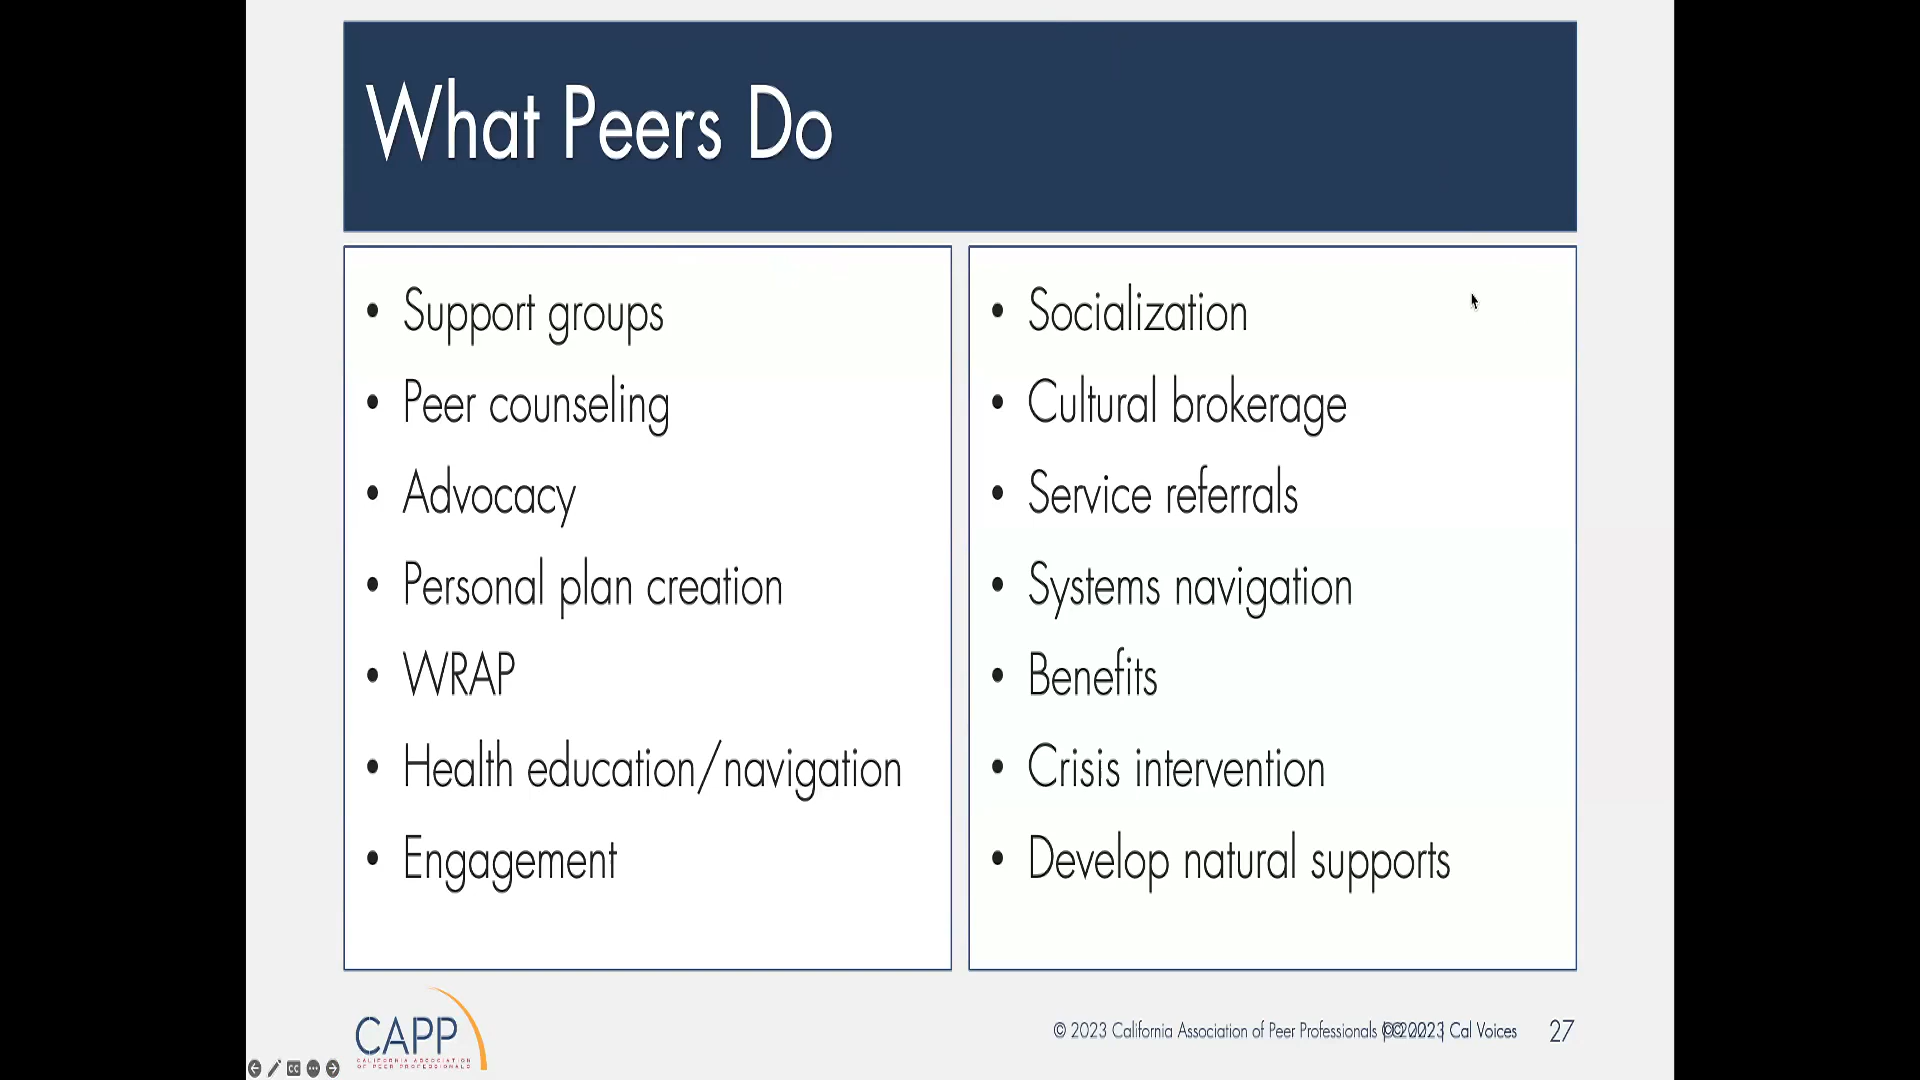 What Peers Do
• Support groups
• Peer counseling
• Advocacy
• Personal plan creation
• WRAP
• Health education/navigation
• Engagement
• Socialization
• Cultural brokerage
• Service referrals
• Systems navigation
• Benefits
• Crisis intervention
• Develop natural supports
CAPP
CALIFORNIA ASSOCIATION
OF PEER PROFESSIONALS
© 2023 California Association of Peer Professionals Cal Voices
27
CC